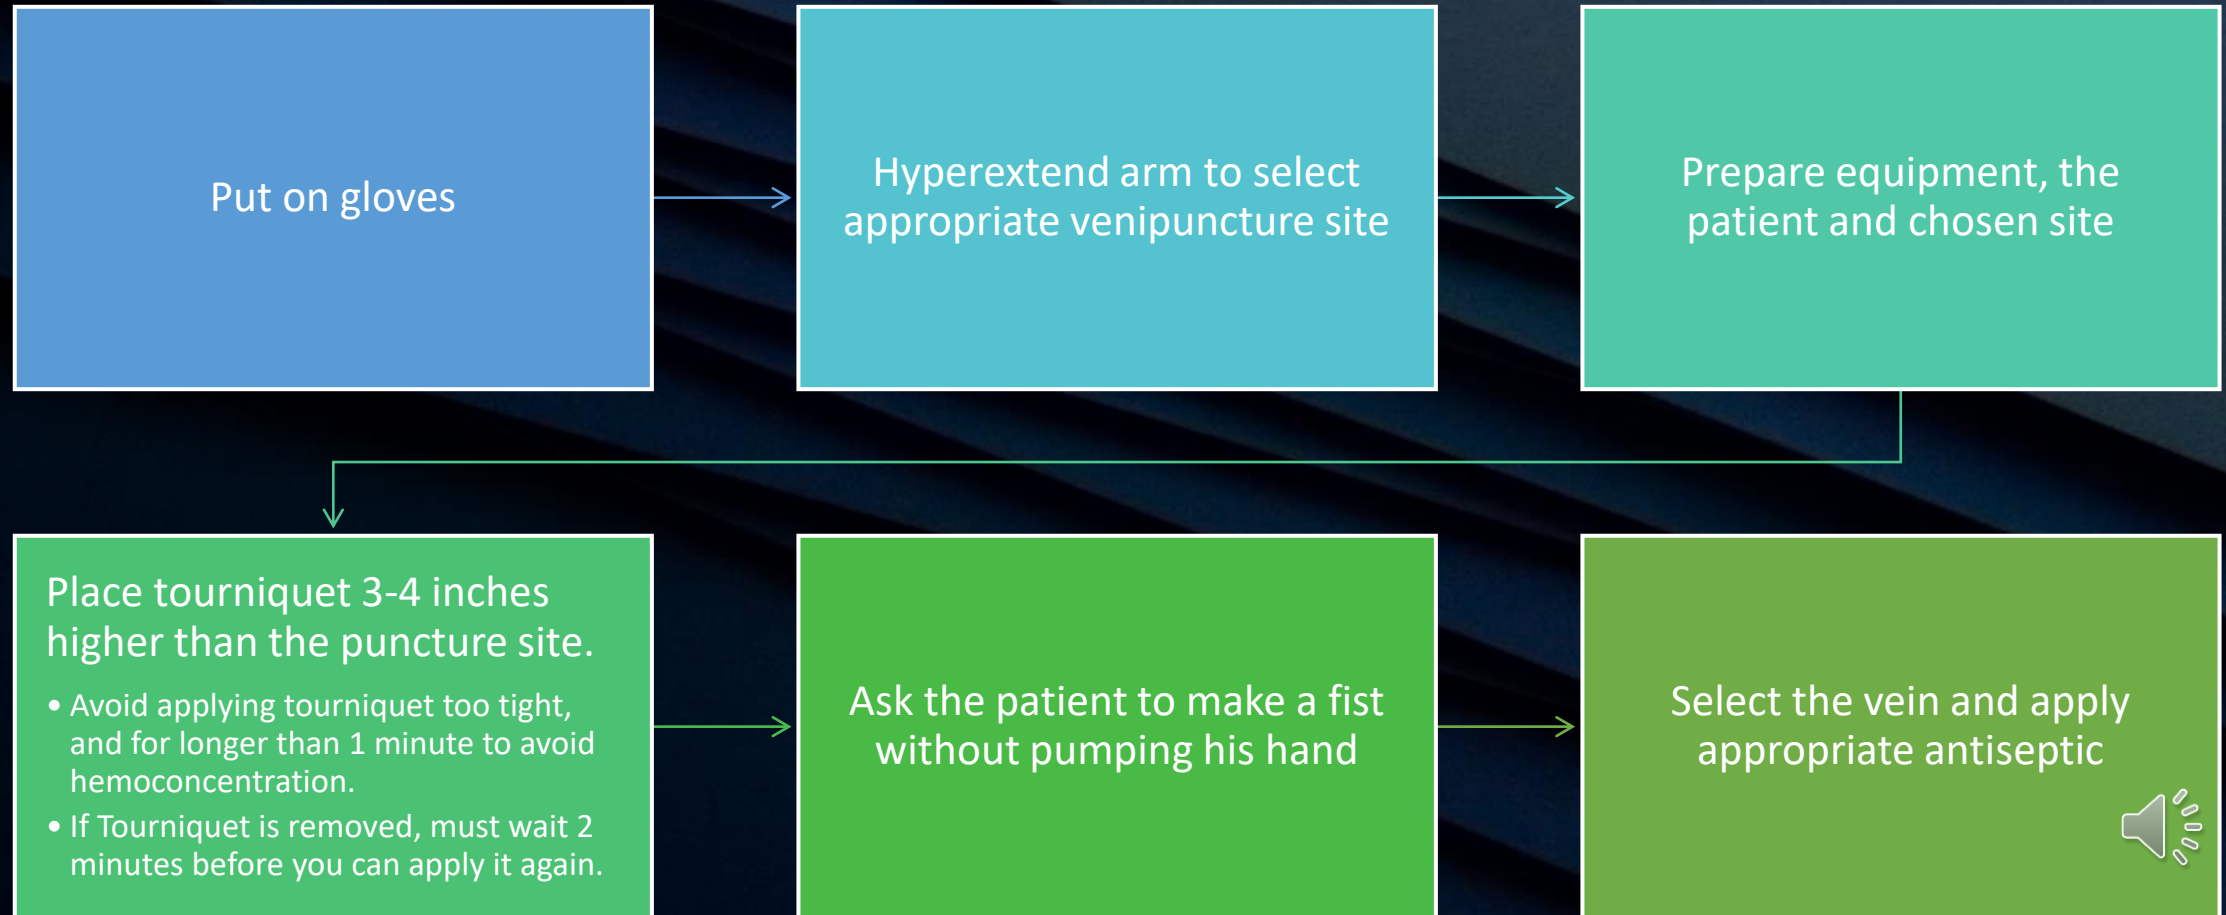 Put on gloves
Hyperextend arm to select
appropriate venipuncture site
Prepare equipment, the
patient and chosen site
Place tourniquet 3-4 inches
higher than the puncture site.
• Avoid applying tourniquet too tight,
and for longer than 1 minute to avoid
hemoconcentration.
• If Tourniquet is removed, must wait 2
minutes before you can apply it again.
Ask the patient to make a fist
without pumping his hand
Select the vein and apply
appropriate antiseptic